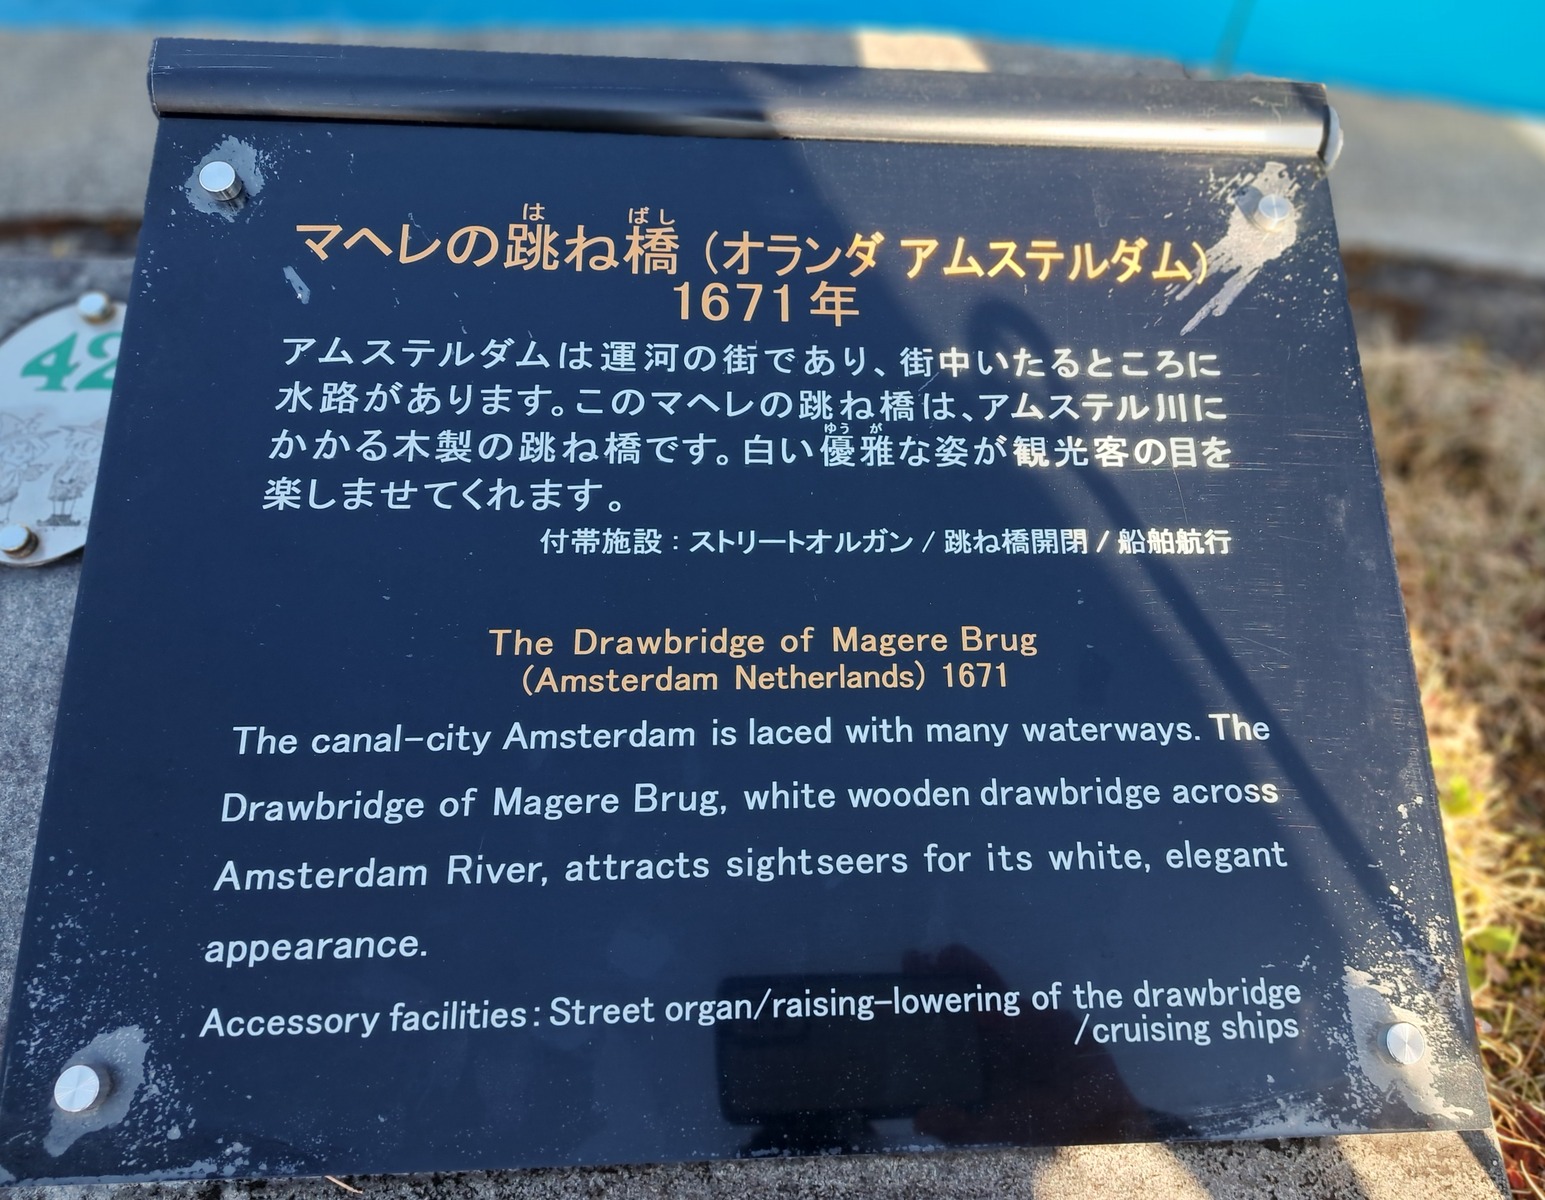 マヘレの跳ね橋（オランダ アムステルダム）
は ばし
1671年
アムステルダムは運河の街であり、街中いたるところに
水路があります。このマヘレの跳ね橋は、アムステル川に
かかる木製の跳ね橋です。白い優雅な姿が観光客の目を
ゆう が
楽しませてくれます。
付帯施設：ストリートオルガン / 跳ね橋開閉 / 船舶航行
The Drawbridge of Magere Brug
(Amsterdam Netherlands) 1671
The canal-city Amsterdam is laced with many waterways. The
Drawbridge of Magere Brug, white wooden drawbridge across
Amsterdam River, attracts sightseers for its white, elegant
appearance.
Accessory facilities : Street organ/raising-lowering of the drawbridge
/cruising ships
42